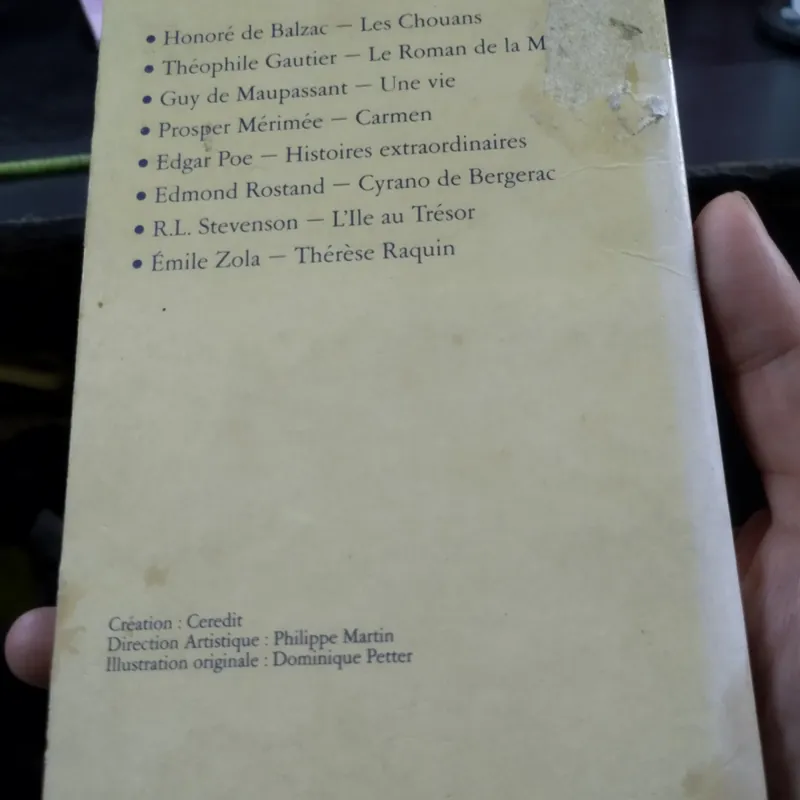 • Honoré de Balzac — Les Chouans
• Théophile Gautier — Le Roman de la M
• Guy de Maupassant — Une vie
• Prosper Mérimée — Carmen
• Edgar Poe — Histoires extraordinaires
• Edmond Rostand — Cyrano de Bergerac
• R.L. Stevenson — L'Ile au Trésor
• Émile Zola — Thérèse Raquin
Création : Ceredit
Direction Artistique : Philippe Martin
Illustration originale : Dominique Petter